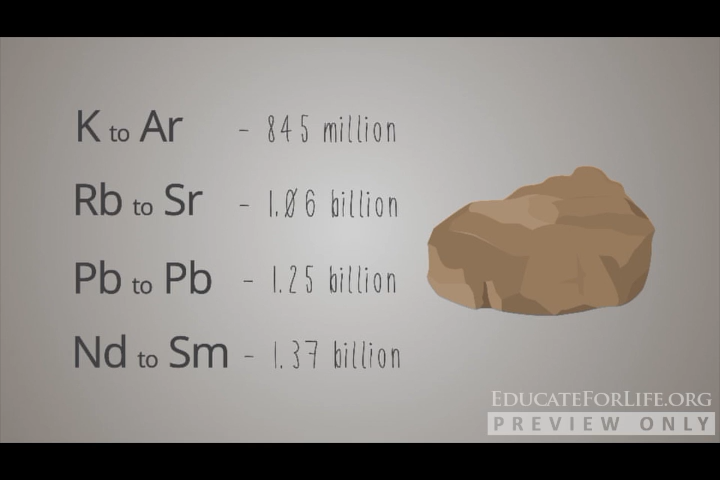 K to Ar - 845 million
Rb to Sr - 1.06 billion
Pb to Pb - 1.25 billion
Nd to Sm - 1.37 billion
EDUCATEFORLIFE.ORG
PREVIEW ONLY